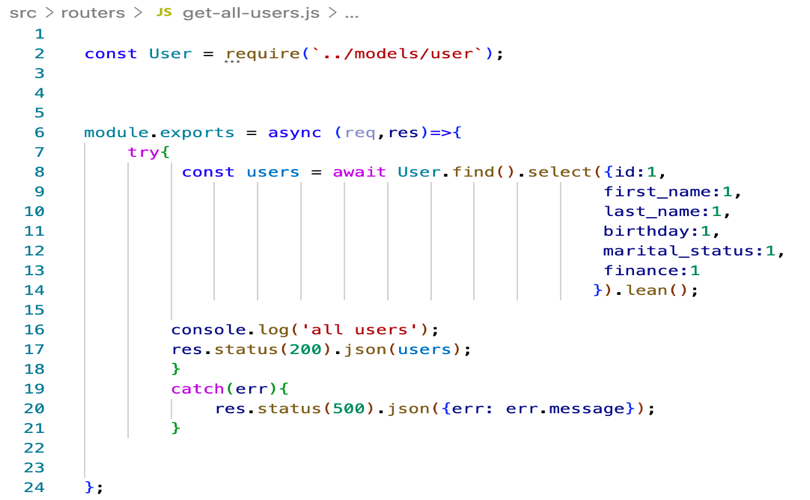 src > routers > JS get-all-users.js > ...
1
2 const User = require(`../models/user`);
3
4
5
6 module.exports = async (req,res)=>{
7 try{
8 const users = await User.find().select({id:1,
9 first_name:1,
10 last_name:1,
11 birthday:1,
12 marital_status:1,
13 finance:1
14 }).lean();
15
16 console.log('all users');
17 res.status(200).json(users);
18 }
19 catch(err){
20 res.status(500).json({err: err.message});
21 }
22
23
24 };